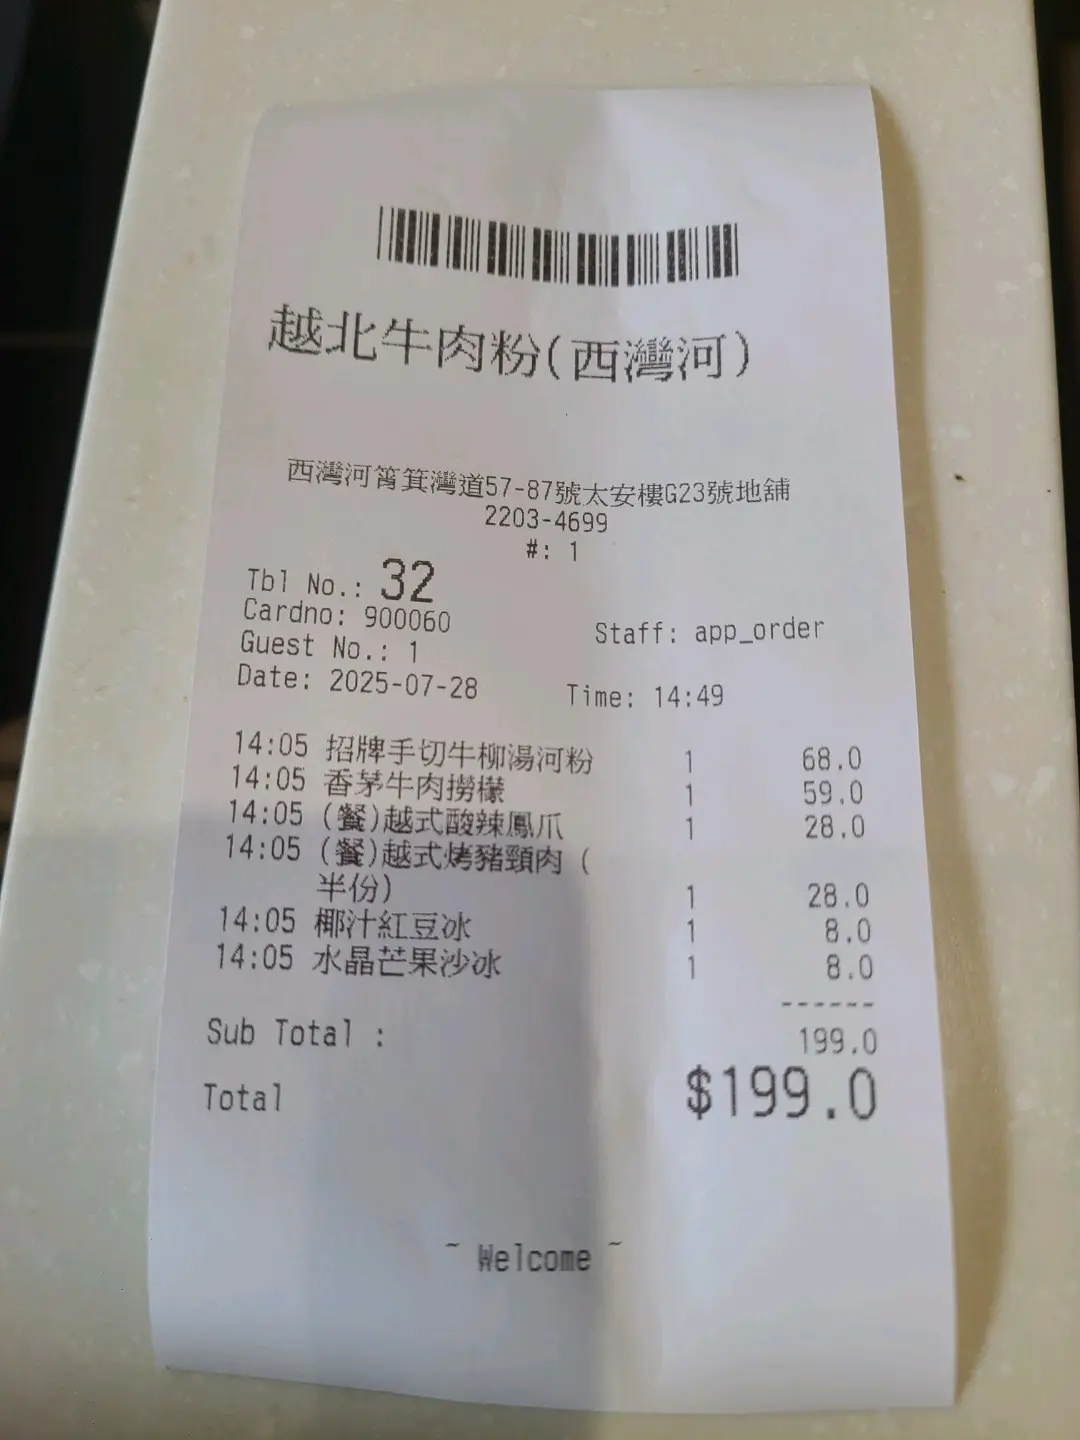 越北牛肉粉(西灣河)
西灣河筲箕灣道57-87號太安樓G23號地舖
2203-4699
#: 1
Tbl No.: 32
Cardno: 900060
Staff: app_order
Guest No.: 1
Date: 2025-07-28 Time: 14:49
14:05 招牌手切牛柳湯河粉 1 68.0
14:05 香茅牛肉撈檬 1 59.0
14:05 (餐)越式酸辣鳳爪 1 28.0
14:05 (餐)越式烤豬頸肉(
半份) 1 28.0
14:05 椰汁紅豆冰 1 8.0
14:05 水晶芒果沙冰 1 8.0
------
Sub Total : 199.0
Total $199.0
~ Welcome ~